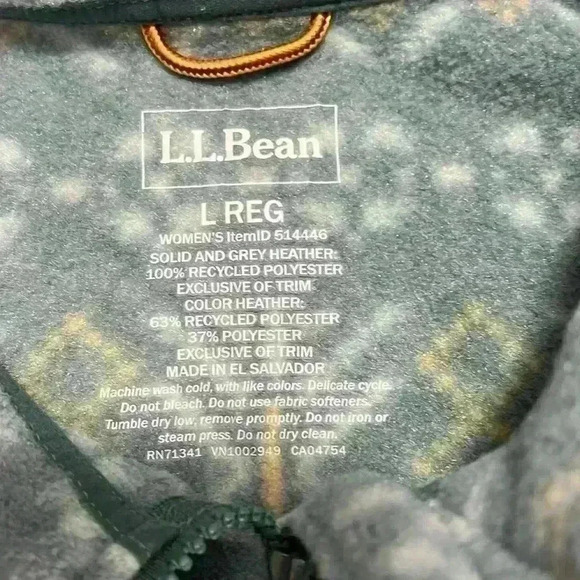 L.L.Bean
L REG
WOMEN'S ItemID 514446
SOLID AND GREY HEATHER:
100% RECYCLED POLYESTER
EXCLUSIVE OF TRIM
COLOR HEATHER:
63% RECYCLED POLYESTER
37% POLYESTER
EXCLUSIVE OF TRIM
MADE IN EL SALVADOR
Machine wash cold, with like colors. Delicate cycle.
Do not bleach. Do not use fabric softeners.
Tumble dry low, remove promptly. Do not iron or
steam press. Do not dry clean.
RN71341 VN1002949 CA04754